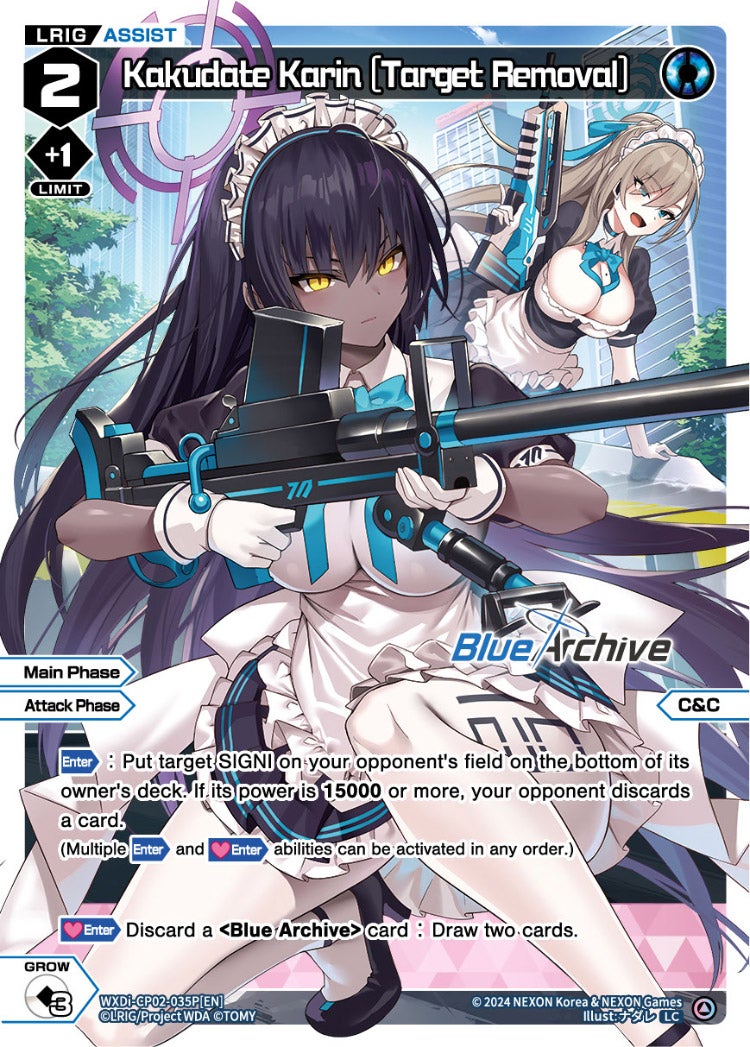 LRIG ASSIST
2
Kakudate Karin [Target Removal]
+1
LIMIT
UL
Blue Archive
Main Phase
Attack Phase
C&C
Enter : Put target SIGNI on your opponent's field on the bottom of its
owner's deck. If its power is 15000 or more, your opponent discards
a card.
(Multiple Enter and Enter abilities can be activated in any order.)
Enter Discard a <Blue Archive> card : Draw two cards.
GROW
3
WXDi-CP02-035P[EN]
©LRIG/Project WDA ©TOMY
© 2024 NEXON Korea & NEXON Games
Illust:ナダレ LC